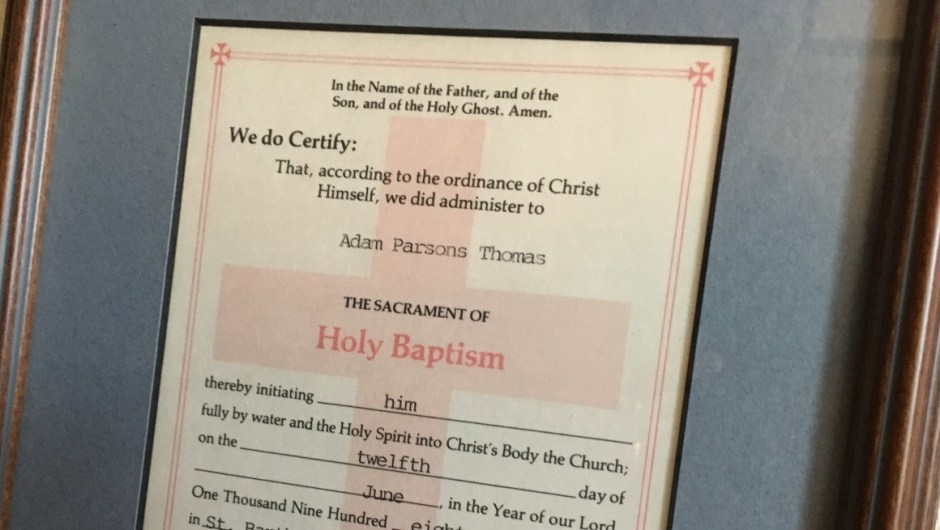 In the Name of the Father, and of the
Son, and of the Holy Ghost. Amen.
We do Certify:
That, according to the ordinance of Christ
Himself, we did administer to
Adam Parsons Thomas
THE SACRAMENT OF
Holy Baptism
thereby initiating him
fully by water and the Holy Spirit into Christ's Body the Church;
on the twelfth day of
June, in the Year of our Lord
One Thousand Nine Hundred
in St.